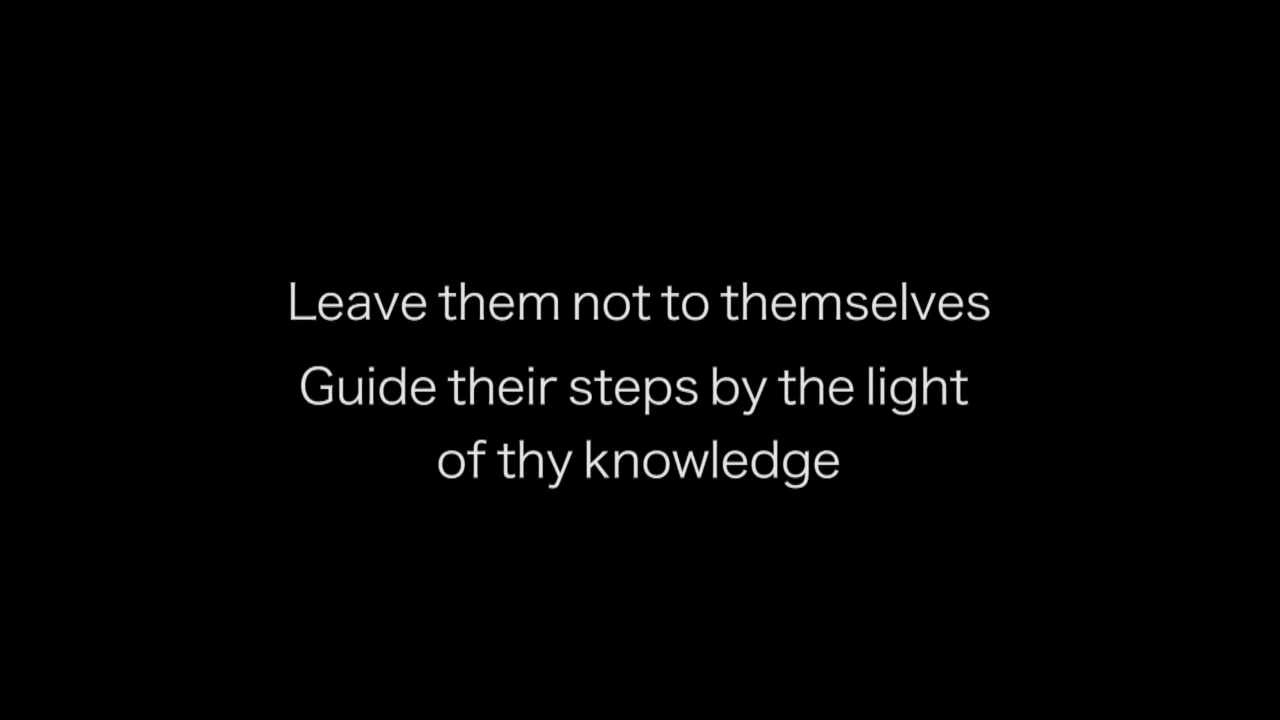 Leave them not to themselves
Guide their steps by the light
of thy knowledge